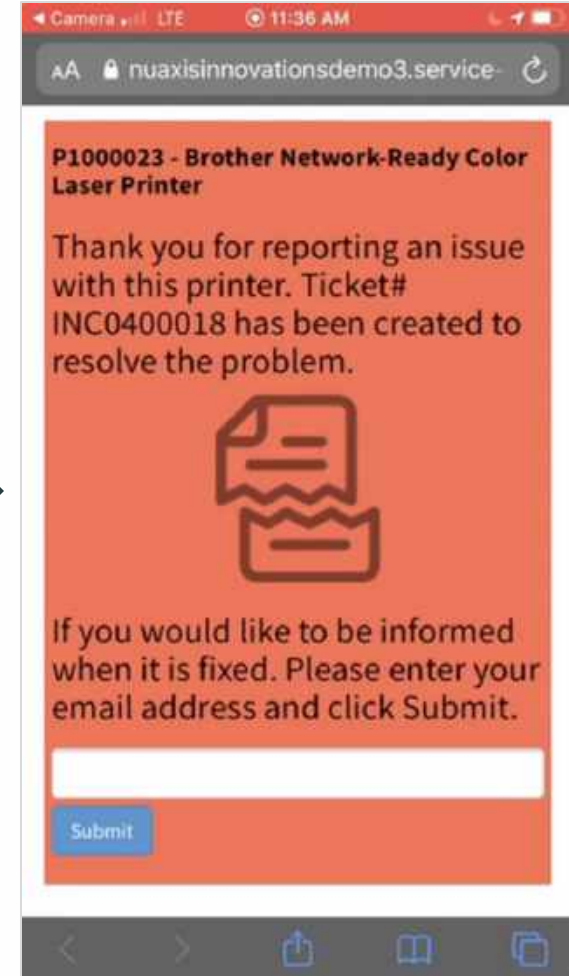 Camera LTE 11:36 AM
AA nuaxisinnovationsdemo3.service-
P1000023 - Brother Network-Ready Color
Laser Printer
Thank you for reporting an issue
with this printer. Ticket#
INC0400018 has been created to
resolve the problem.
If you would like to be informed
when it is fixed. Please enter your
email address and click Submit.
Submit